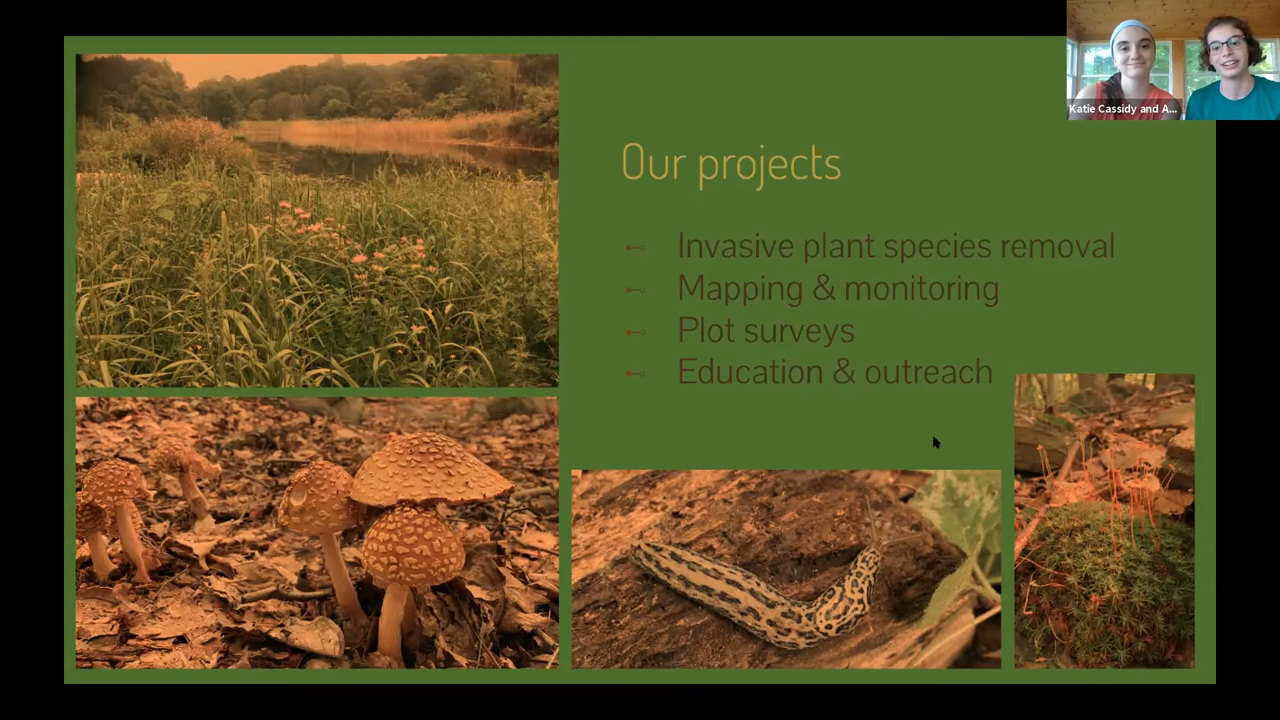 Katie Cassidy and A...
Our projects
Invasive plant species removal
Mapping & monitoring
Plot surveys
Education & outreach